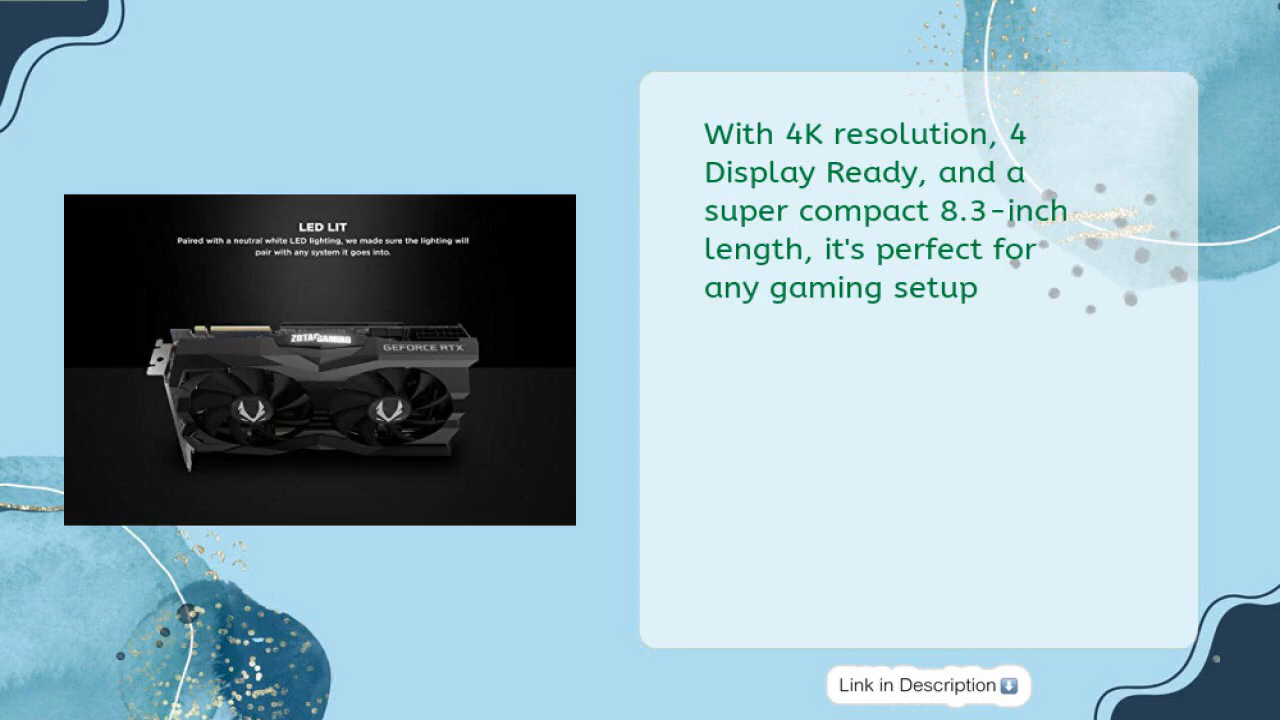 LED LIT
Paired with a neutral white LED lighting, we made sure the lighting will
pair with any system it goes into.
ZOTAC GAMING
GEFORCE RTX
With 4K resolution, 4
Display Ready, and a
super compact 8.3-inch
length, it's perfect for
any gaming setup
Link in Description